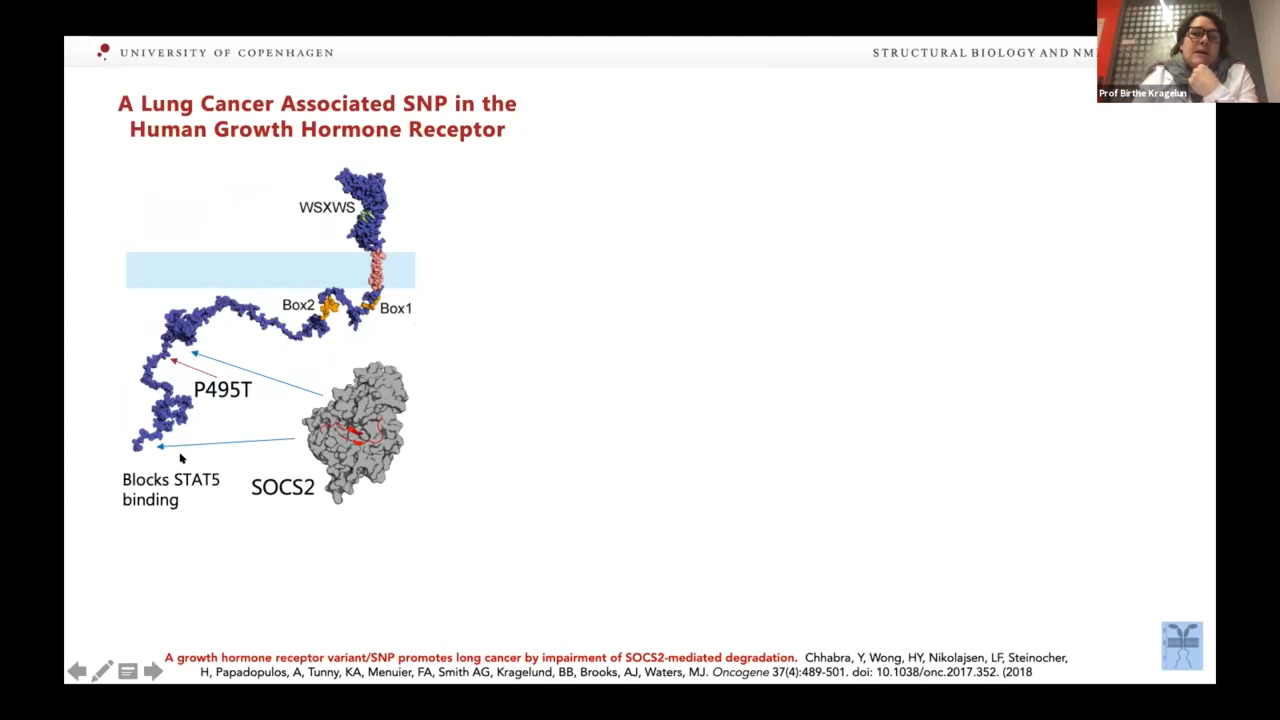 UNIVERSITY OF COPENHAGEN
STRUCTURAL BIOLOGY AND NM
Prof Birthe Kragelun
A Lung Cancer Associated SNP in the
Human Growth Hormone Receptor
WSXWS
Box2
Box1
P495T
Blocks STAT5
binding
SOCS2
A growth hormone receptor variant/SNP promotes long cancer by impairment of SOCS2-mediated degradation. Chhabra, Y, Wong, HY, Nikolajsen, LF, Steinocher,
H, Papadopulos, A, Tunny, KA, Menuier, FA, Smith AG, Kragelund, BB, Brooks, AJ, Waters, MJ. Oncogene 37(4):489-501. doi: 10.1038/onc.2017.352. (2018